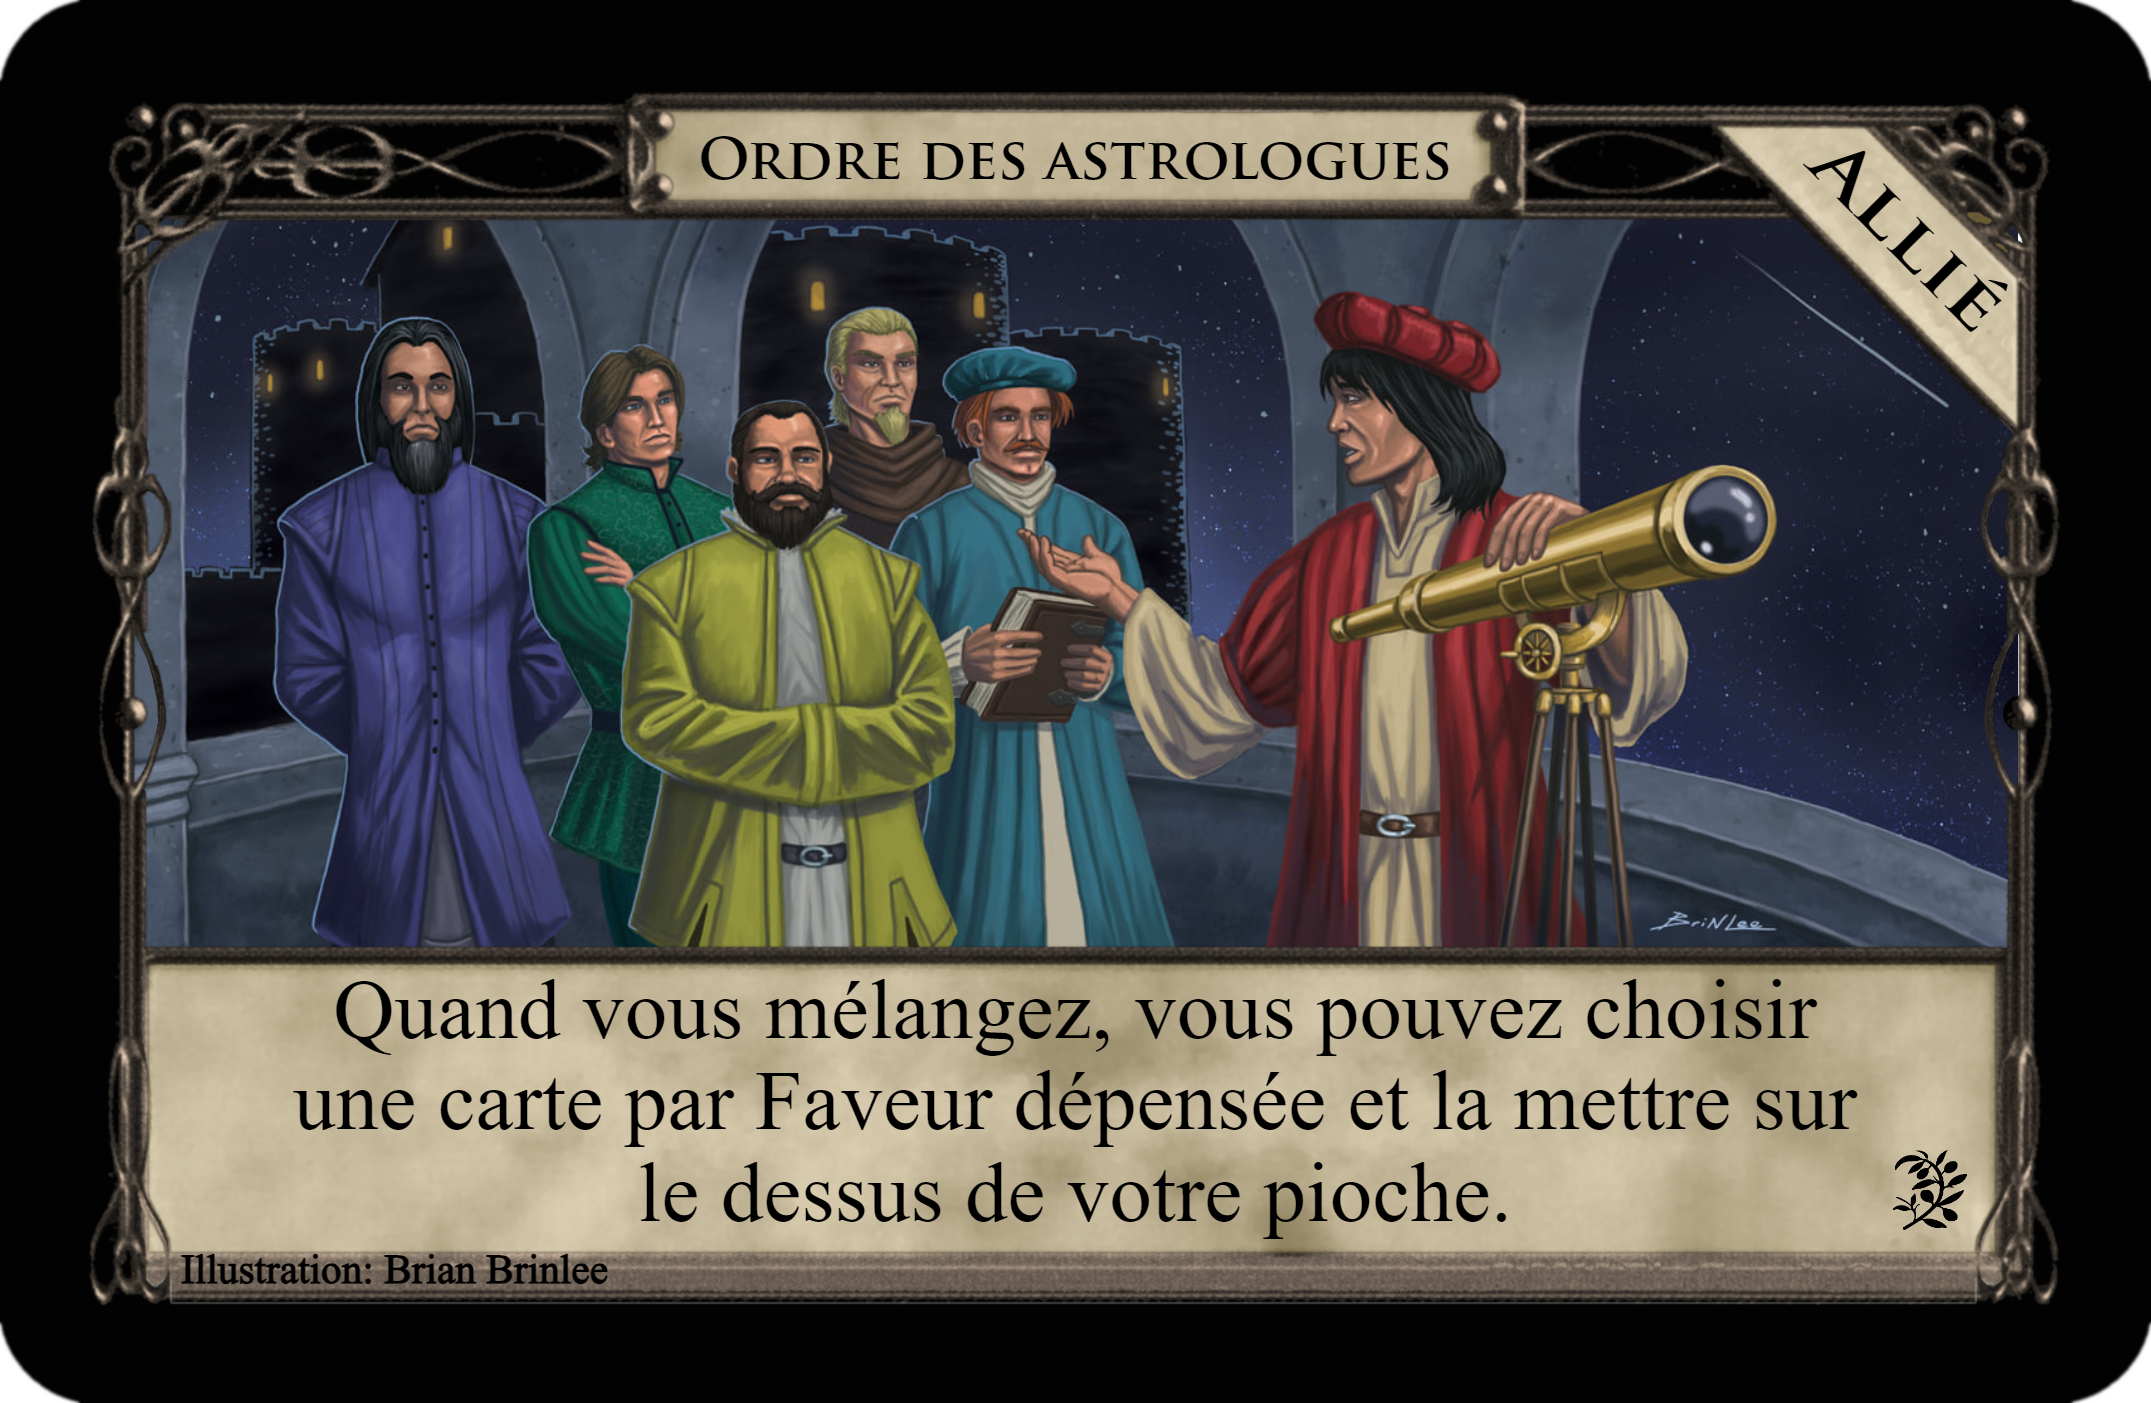 Ordre des astrologues
Allié
BriNLee
Quand vous mélangez, vous pouvez choisir
une carte par Faveur dépensée et la mettre sur
le dessus de votre pioche.
Illustration: Brian Brinlee